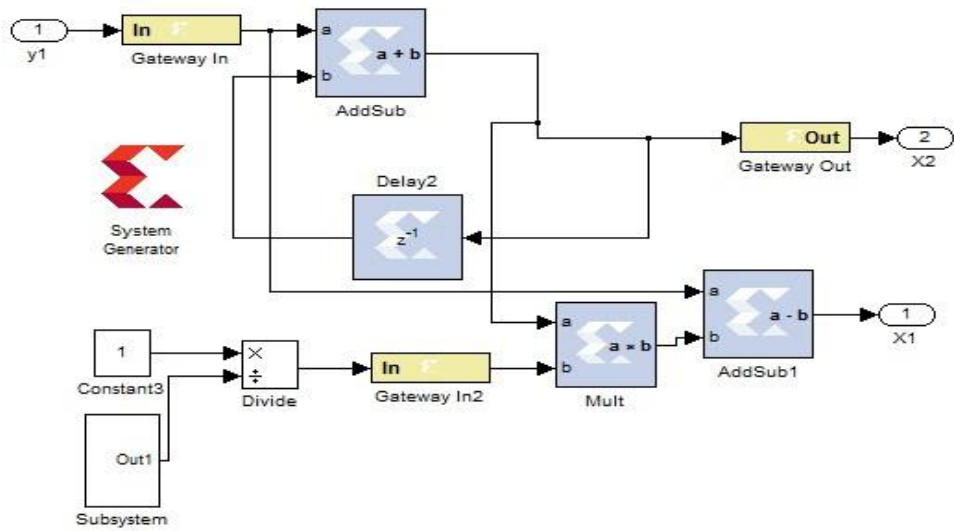 1
y1
In
Gateway In
a
b
a + b
AddSub
Out
Gateway Out
2
X2
System
Generator
Delay2
z⁻¹
a
b
a - b
AddSub1
1
X1
1
Constant3
×
÷
Divide
In
Gateway In2
a
b
a * b
Mult
Out1
Subsystem